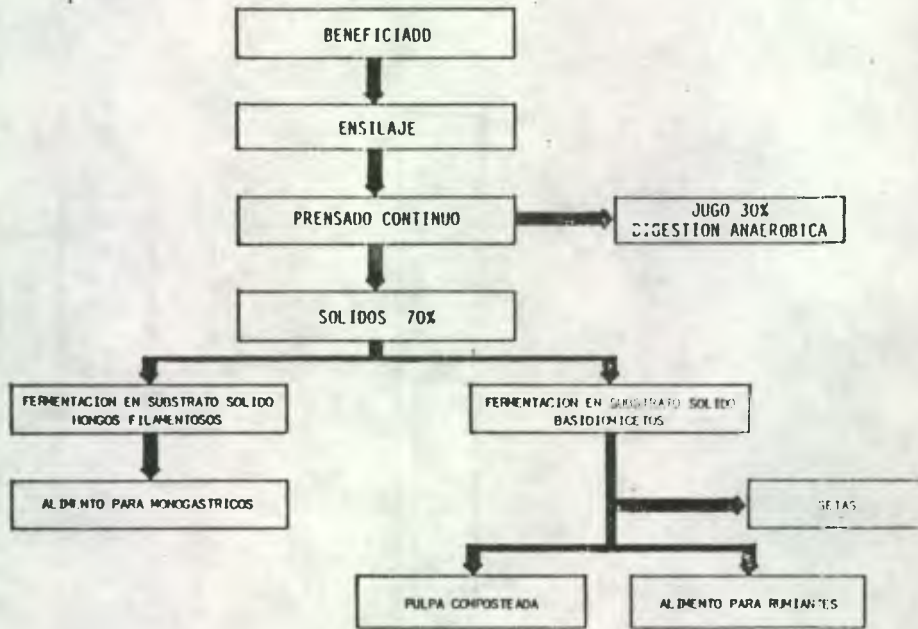 BENEFICIADO
ENSILAJE
PRENSADO CONTINUO
JUGO 30%
DIGESTION ANAEROBICA
SOLIDOS 70%
FERMENTACION EN SUBSTRATO SOLIDO
HONGOS FILAMENTOSOS
FERMENTACION EN SUBSTRATO SOLIDO
BASIDIOMICETOS
ALIMENTO PARA MONOGASTRICOS
SETAS
PULPA COMPOSTEADA
ALIMENTO PARA RUMIANTES